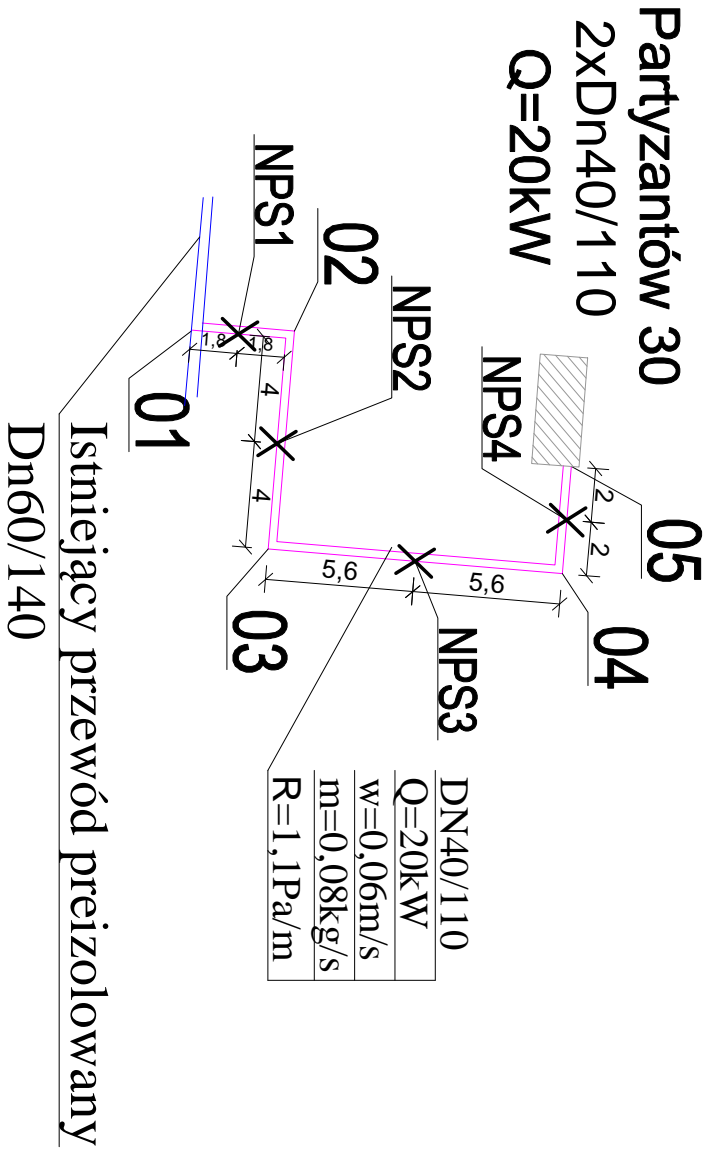 Partyzantów 30
2xDn40/110
Q=20kW
NPS1
02
NPS2
NPS4
05
04
01
03
NPS3
1,8
1,8
4
4
5,6
5,6
2
2
DN40/110
Q=20kW
w=0,06m/s
m=0,08kg/s
R=1,1Pa/m
Istniejący przewód preizolowany
Dn60/140